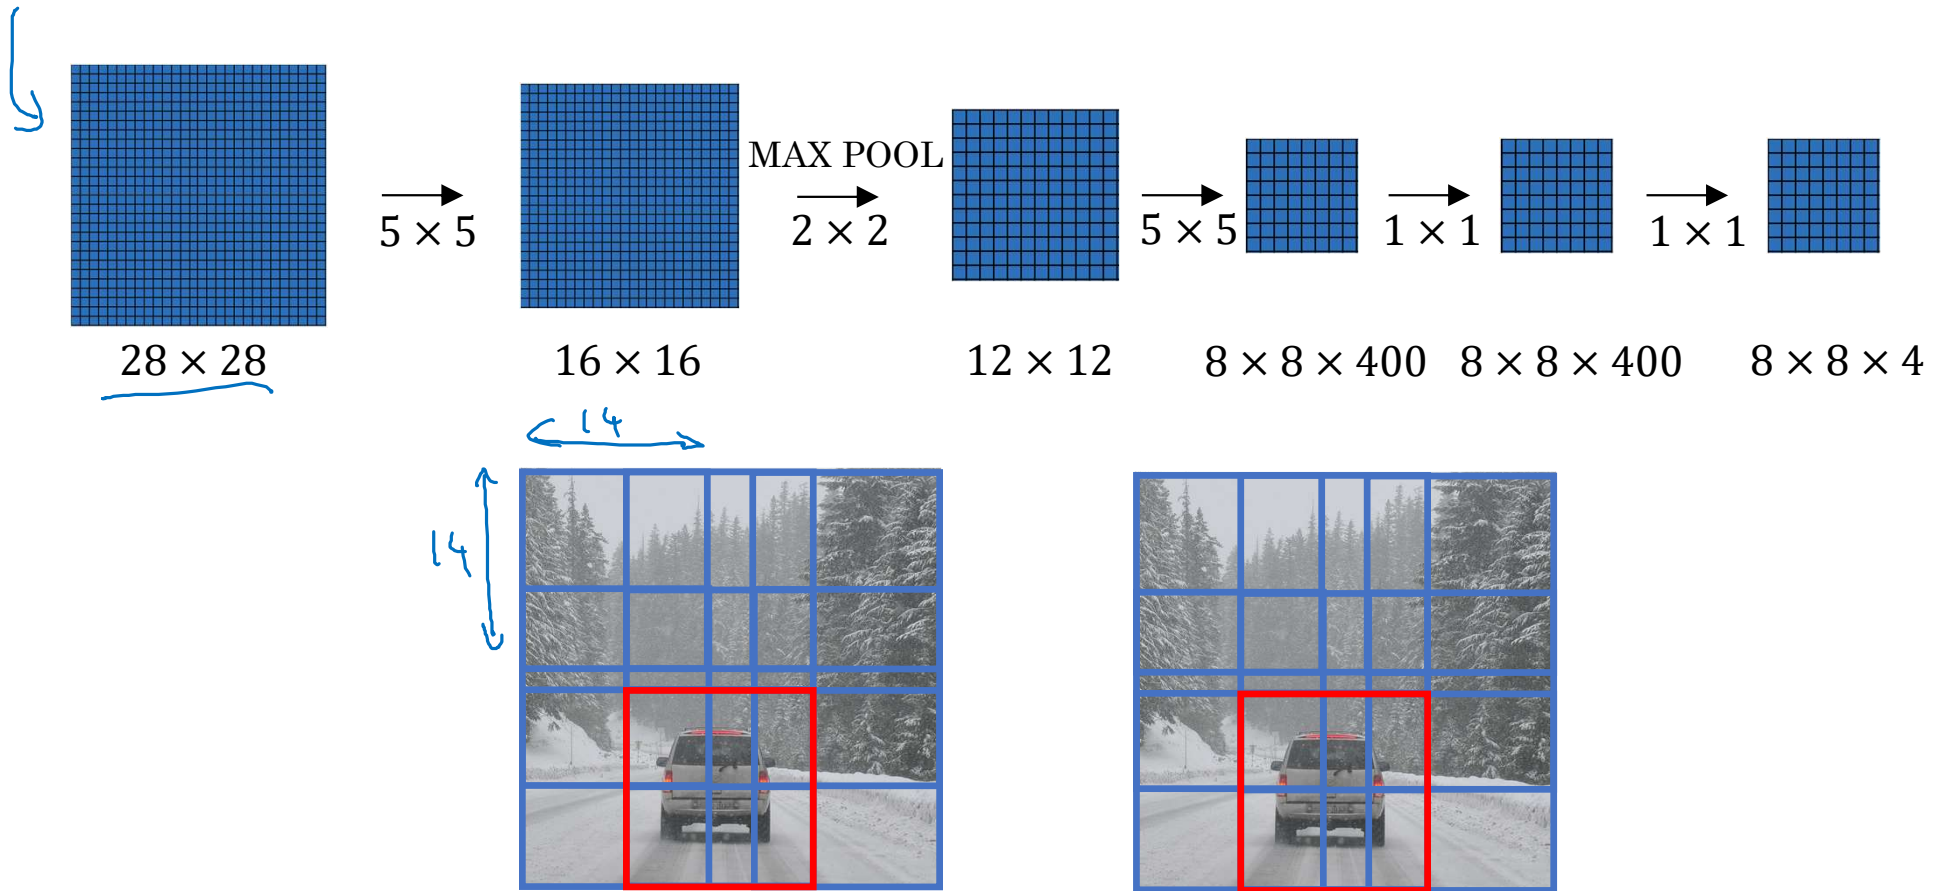 MAX POOL
5 × 5
2 × 2
5 × 5
1 × 1
1 × 1
28 × 28
16 × 16
12 × 12
8 × 8 × 400
8 × 8 × 400
8 × 8 × 4
14
14